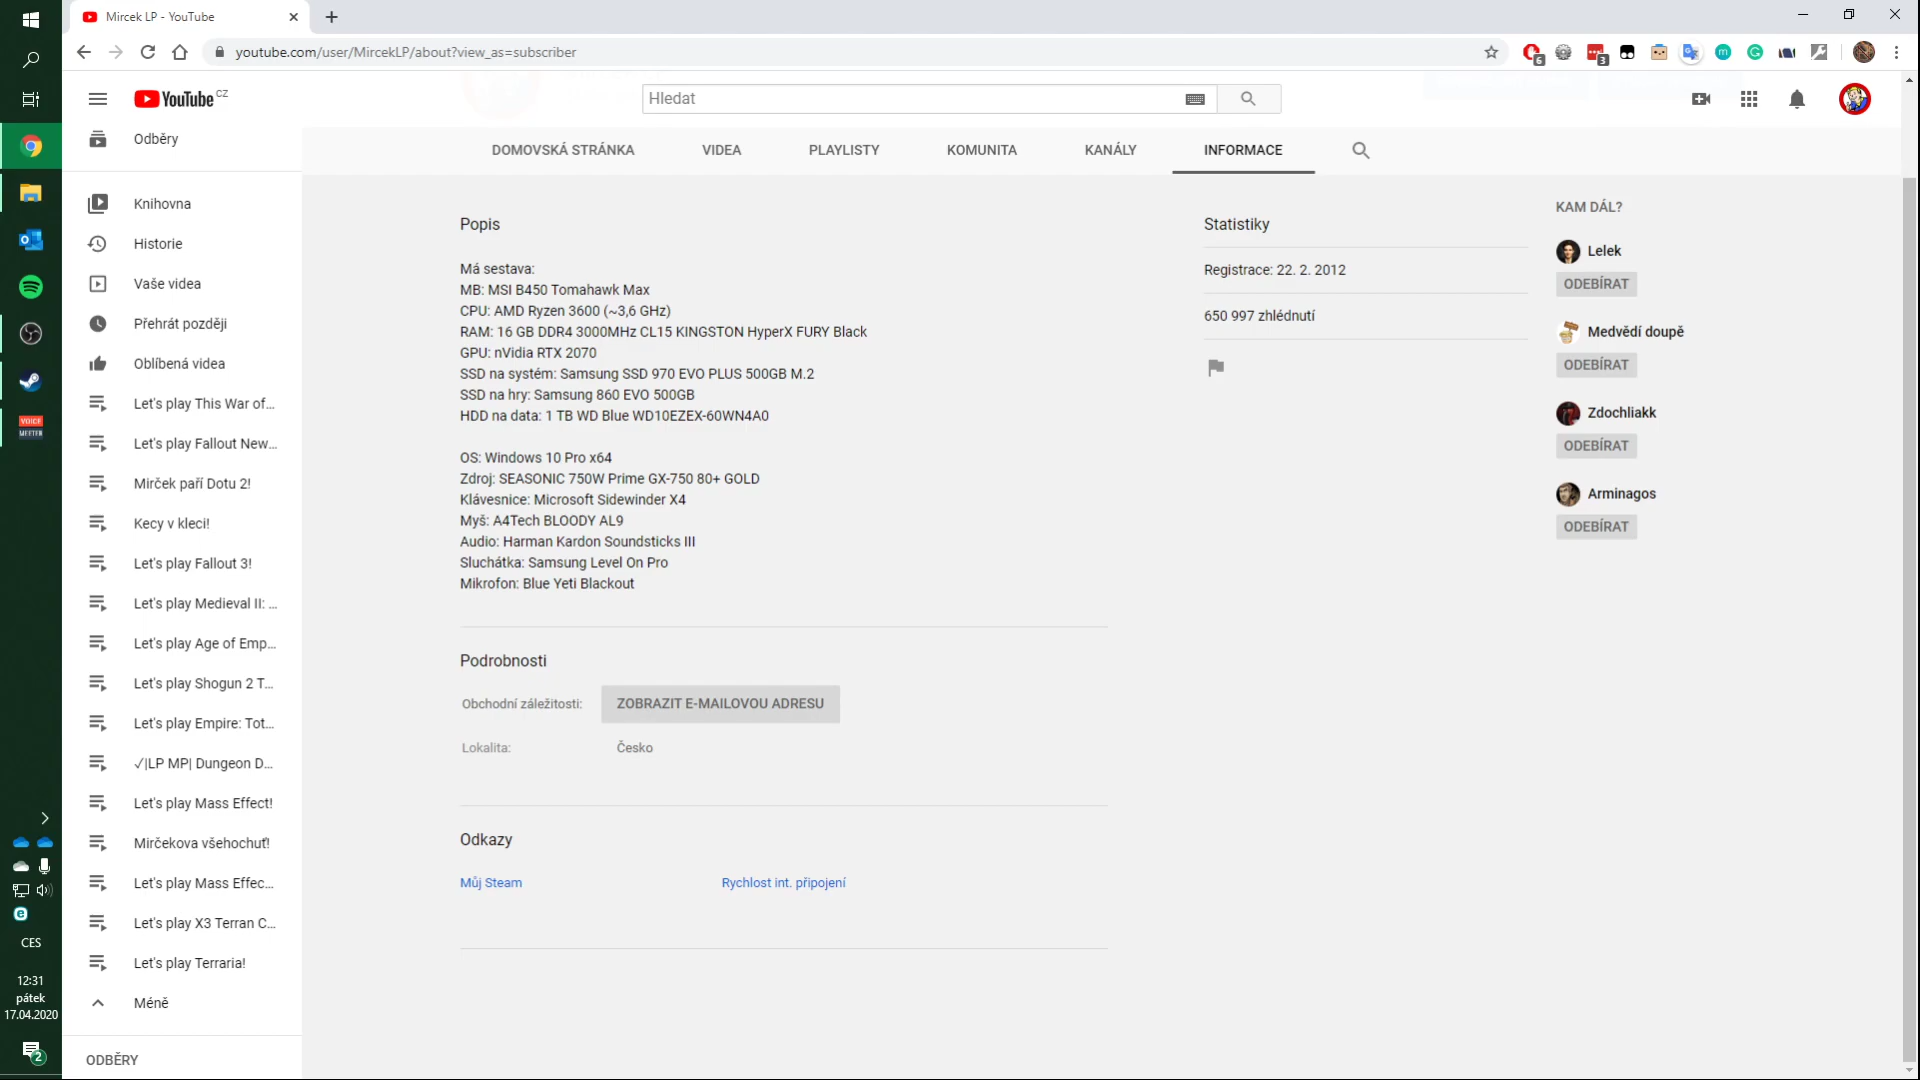 Mircek LP - YouTube
youtube.com/user/MircekLP/about?view_as=subscriber
6
3
YouTube CZ
Hledat
Odběry
DOMOVSKÁ STRÁNKA
VIDEA
PLAYLISTY
KOMUNITA
KANÁLY
INFORMACE
Knihovna
Historie
Vaše videa
Přehrát později
Oblíbená videa
Let's play This War of...
Let's play Fallout New...
Mirček paří Dotu 2!
Kecy v kleci!
Let's play Fallout 3!
Let's play Medieval II: ...
Let's play Age of Emp...
Let's play Shogun 2 T...
Let's play Empire: Tot...
✓|LP MP| Dungeon D...
Let's play Mass Effect!
Mirčekova všehochuť!
Let's play Mass Effec...
Let's play X3 Terran C...
Let's play Terraria!
Méně
ODBĚRY
Popis
Má sestava:
MB: MSI B450 Tomahawk Max
CPU: AMD Ryzen 3600 (~3,6 GHz)
RAM: 16 GB DDR4 3000MHz CL15 KINGSTON HyperX FURY Black
GPU: nVidia RTX 2070
SSD na systém: Samsung SSD 970 EVO PLUS 500GB M.2
SSD na hry: Samsung 860 EVO 500GB
HDD na data: 1 TB WD Blue WD10EZEX-60WN4A0
OS: Windows 10 Pro x64
Zdroj: SEASONIC 750W Prime GX-750 80+ GOLD
Klávesnice: Microsoft Sidewinder X4
Myš: A4Tech BLOODY AL9
Audio: Harman Kardon Soundsticks III
Sluchátka: Samsung Level On Pro
Mikrofon: Blue Yeti Blackout
Podrobnosti
Obchodní záležitosti:
ZOBRAZIT E-MAILOVOU ADRESU
Lokalita:
Česko
Odkazy
Můj Steam
Rychlost int. připojení
Statistiky
Registrace: 22. 2. 2012
650 997 zhlédnutí
KAM DÁL?
Lelek
ODEBÍRAT
Medvědí doupě
ODEBÍRAT
Zdochliakk
ODEBÍRAT
Arminagos
ODEBÍRAT
VOICE
MEETER
CES
12:31
pátek
17.04.2020
2